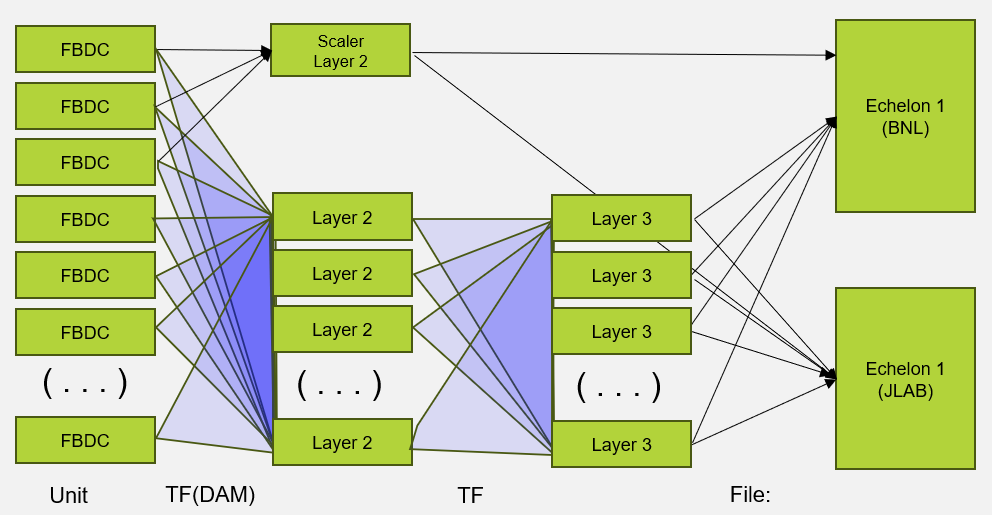 FBDC
FBDC
FBDC
FBDC
FBDC
FBDC
( . . . )
FBDC
Unit
TF(DAM)
Scaler
Layer 2
Layer 2
Layer 2
Layer 2
( . . . )
Layer 2
TF
Layer 3
Layer 3
Layer 3
( . . . )
Layer 3
File:
Echelon 1
(BNL)
Echelon 1
(JLAB)